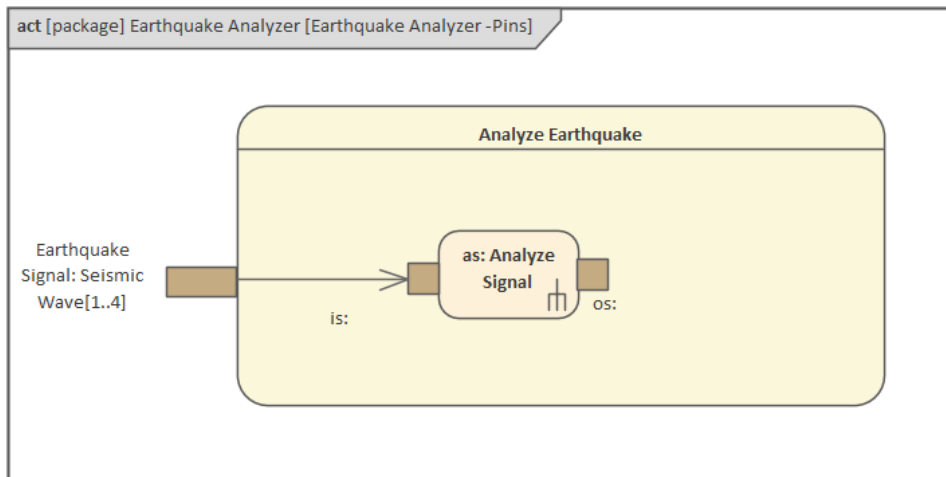 act [package] Earthquake Analyzer [Earthquake Analyzer -Pins]
Analyze Earthquake
Earthquake
Signal: Seismic
Wave[1..4]
as: Analyze
Signal
is:
os: